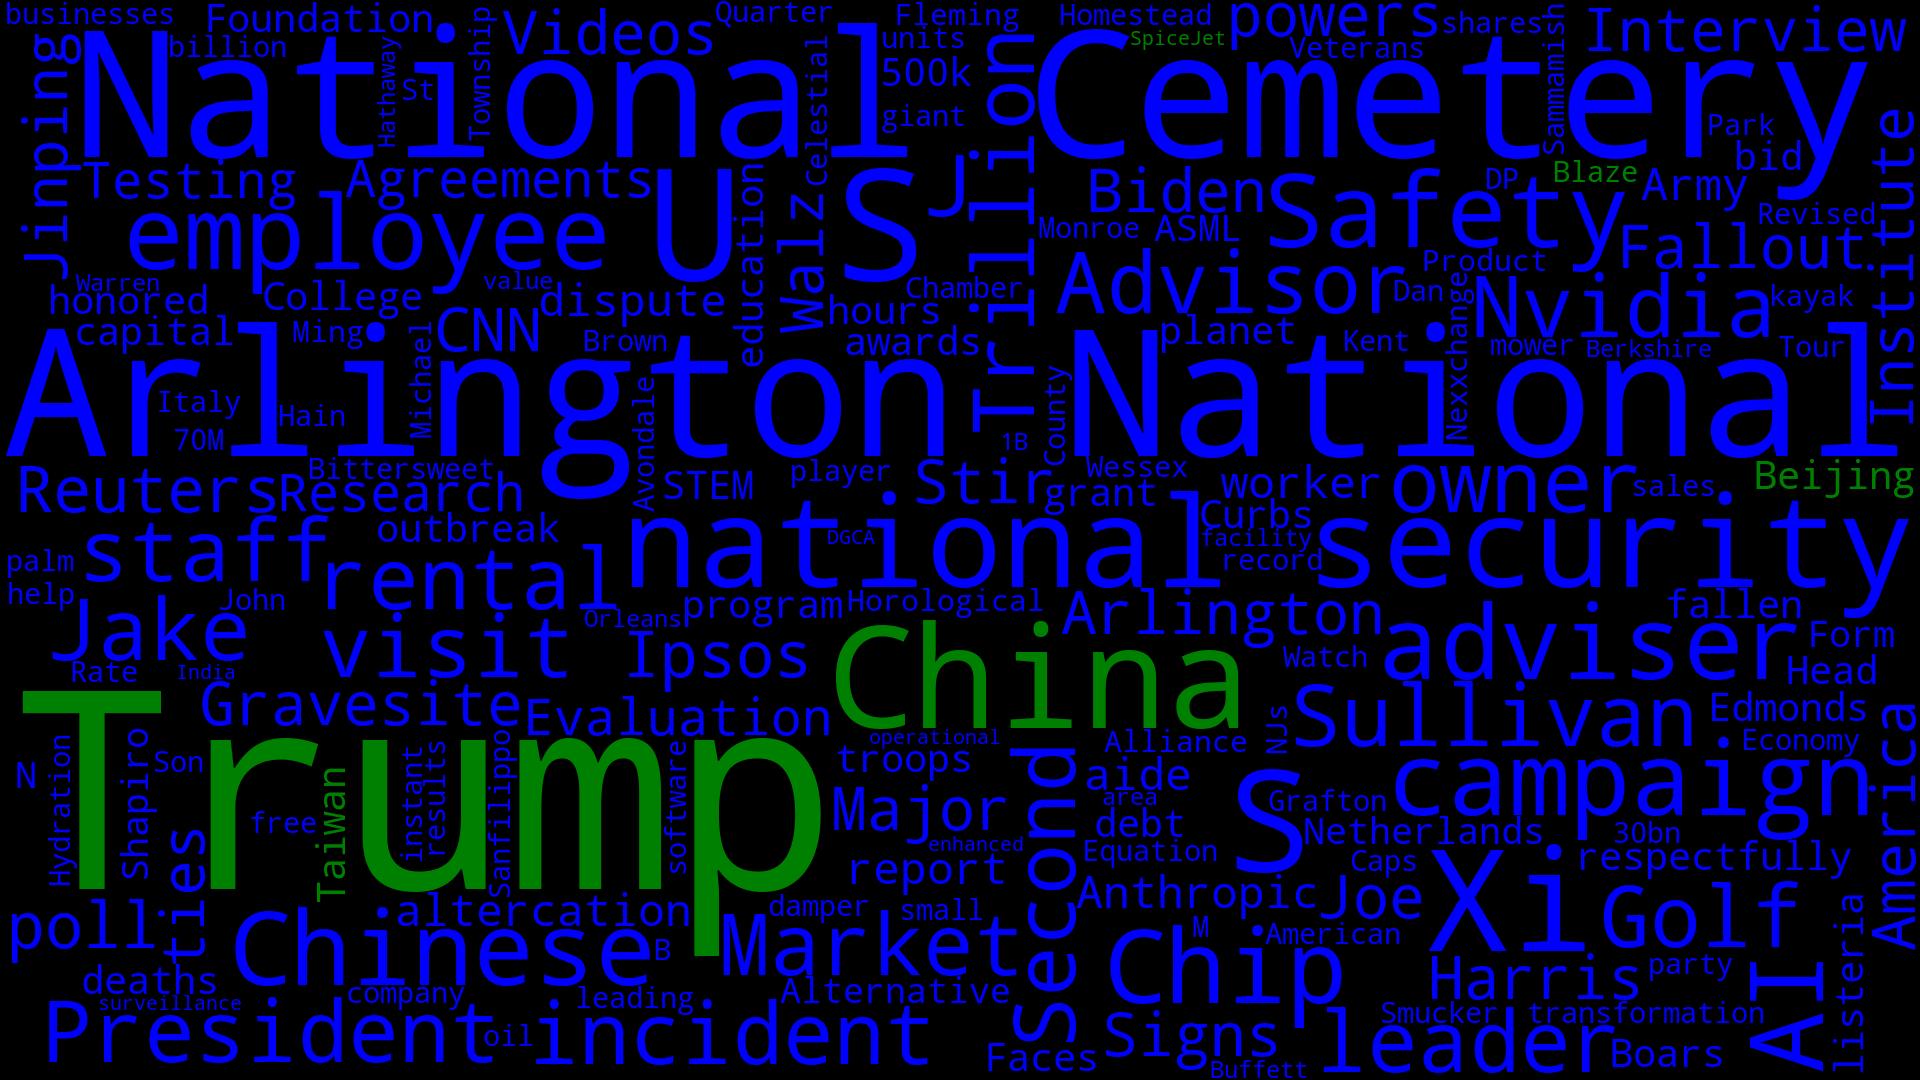 businesses
Foundation
Videos
Quarter
Fleming
Homestead
powers
shares
Interview
billion
National
units
SpiceJet
Veterans
Cemetery
Jinping
Hathaway
St
Township
Celestial
500k
giant
Trillion
Sammamish
Park
bid
Institute
Testing
Agreements
employee
U
S
J
education
Walz
Biden
Safety
DP
Blaze
Army
Revised
Monroe
ASML
Fallout
Warren
honored
College
value
dispute
Chamber
hours
Advisor
Product
Dan
Nexxchange
Nvidia
kayak
capital
Ming
Michael
CNN
Brown
awards
planet
Kent
mower
Berkshire
Tour
Arlington
National
Italy
Hain
70M
Avondale
1B
County
Reuters
Bittersweet
Research
STEM
player
Stir
Wessex
grant
worker
owner
sales
Beijing
staff
outbreak
national
DGCA
Curbs
facility
record
security
palm
help
rental
John
Jake
Orleans
program
Horological
Arlington
fallen
visit
Ipsos
China
Watch
adviser
Form
Head
Rate
India
Gravesite
Evaluation
operational
Alliance
NJs
Sullivan
Edmonds
Economy
America
N
Hydration
Shapiro
Son
Trump
free
Taiwan
instant
results
Sanfilippo
software
troops
Second
aide
area
debt
S
Grafton
campaign
Major
enhanced
Equation
Netherlands
30bn
Caps
respectfully
ties
report
Anthropic
Joe
Xi
Golf
poll
altercation
damper
small
M
American
Chinese
B
Market
Chip
Harris
party
AI
listeria
deaths
surveillance
company
leading
Alternative
Smucker
transformation
President
oil
incident
Faces
Signs
Buffett
leader
Boars